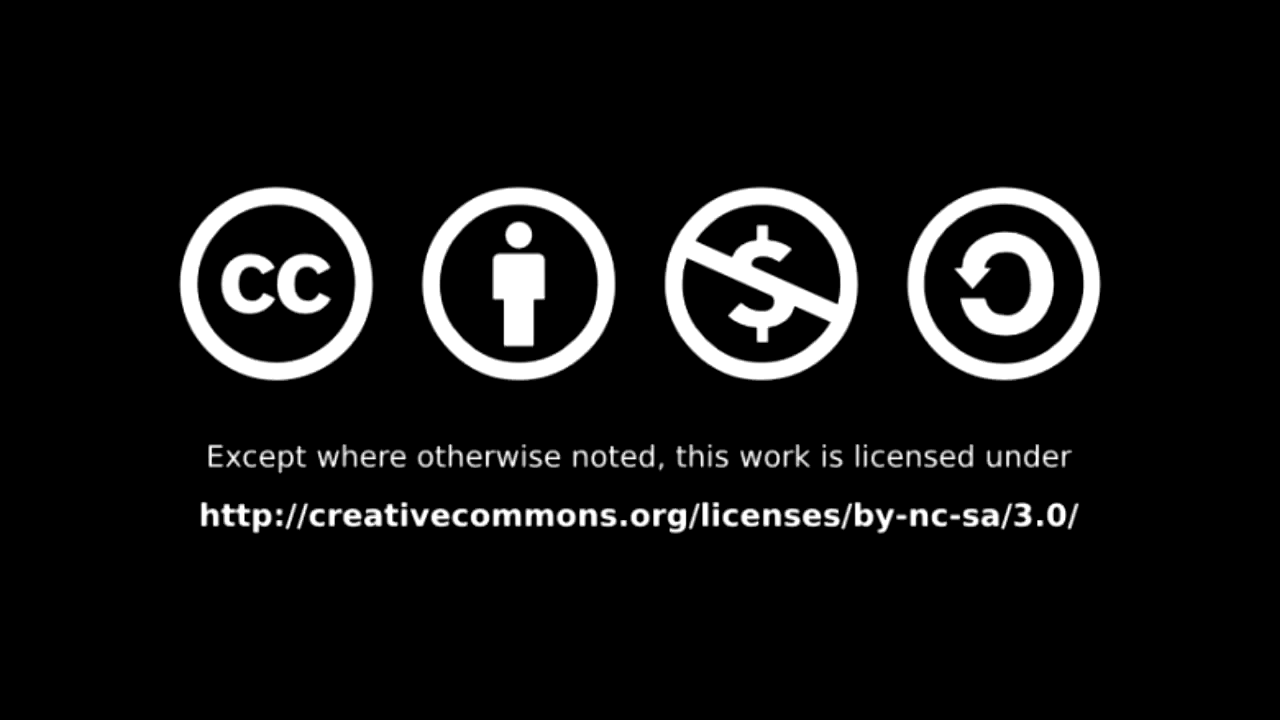 cc
$
Except where otherwise noted, this work is licensed under
http://creativecommons.org/licenses/by-nc-sa/3.0/